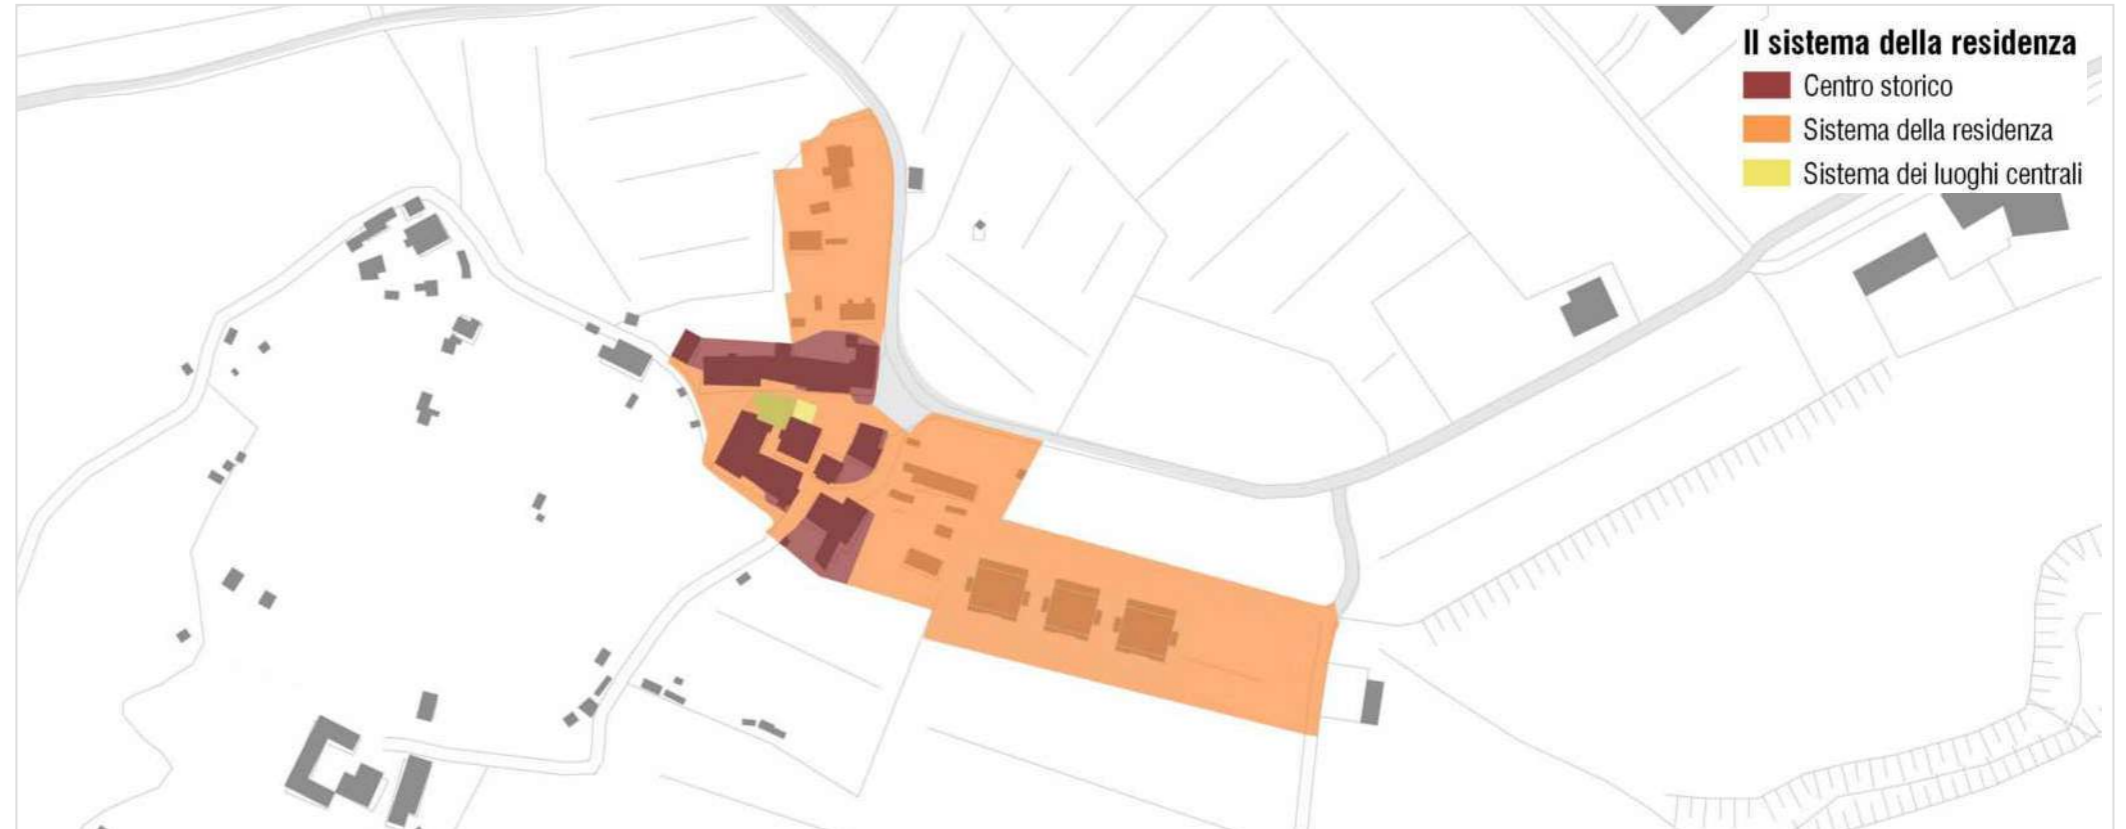 Il sistema della residenza
Centro storico
Sistema della residenza
Sistema dei luoghi centrali